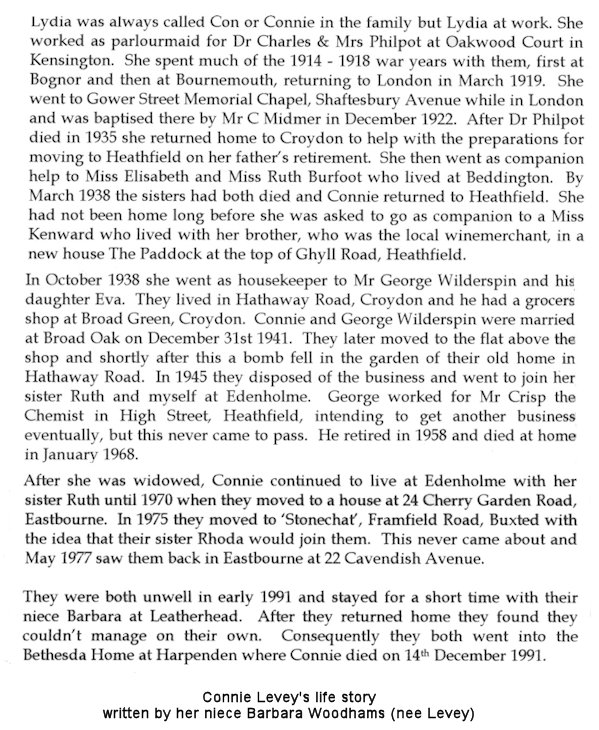 Lydia was always called Con or Connie in the family but Lydia at work. She
worked as parlourmaid for Dr Charles & Mrs Philpot at Oakwood Court in
Kensington. She spent much of the 1914 - 1918 war years with them, first at
Bognor and then at Bournemouth, returning to London in March 1919. She
went to Gower Street Memorial Chapel, Shaftesbury Avenue while in London
and was baptised there by Mr C Midmer in December 1922. After Dr Philpot
died in 1935 she returned home to Croydon to help with the preparations for
moving to Heathfield on her father's retirement. She then went as companion
help to Miss Elisabeth and Miss Ruth Burfoot who lived at Beddington. By
March 1938 the sisters had both died and Connie returned to Heathfield. She
had not been home long before she was asked to go as companion to a Miss
Kenward who lived with her brother, who was the local winemerchant, in a
new house The Paddock at the top of Ghyll Road, Heathfield.
In October 1938 she went as housekeeper to Mr George Wilderspin and his
daughter Eva. They lived in Hathaway Road, Croydon and he had a grocers
shop at Broad Green, Croydon. Connie and George Wilderspin were married
at Broad Oak on December 31st 1941. They later moved to the flat above the
shop and shortly after this a bomb fell in the garden of their old home in
Hathaway Road. In 1945 they disposed of the business and went to join her
sister Ruth and myself at Edenholme. George worked for Mr Crisp the
Chemist in High Street, Heathfield, intending to get another business
eventually, but this never came to pass. He retired in 1958 and died at home
in January 1968.
After she was widowed, Connie continued to live at Edenholme with her
sister Ruth until 1970 when they moved to a house at 24 Cherry Garden Road,
Eastbourne. In 1975 they moved to 'Stonechat', Framfield Road, Buxted with
the idea that their sister Rhoda would join them. This never came about and
May 1977 saw them back in Eastbourne at 22 Cavendish Avenue.
They were both unwell in early 1991 and stayed for a short time with their
niece Barbara at Leatherhead. After they returned home they found they
couldn't manage on their own. Consequently they both went into the
Bethesda Home at Harpenden where Connie died on 14th December 1991.
Connie Levey's life story
written by her niece Barbara Woodhams (nee Levey)